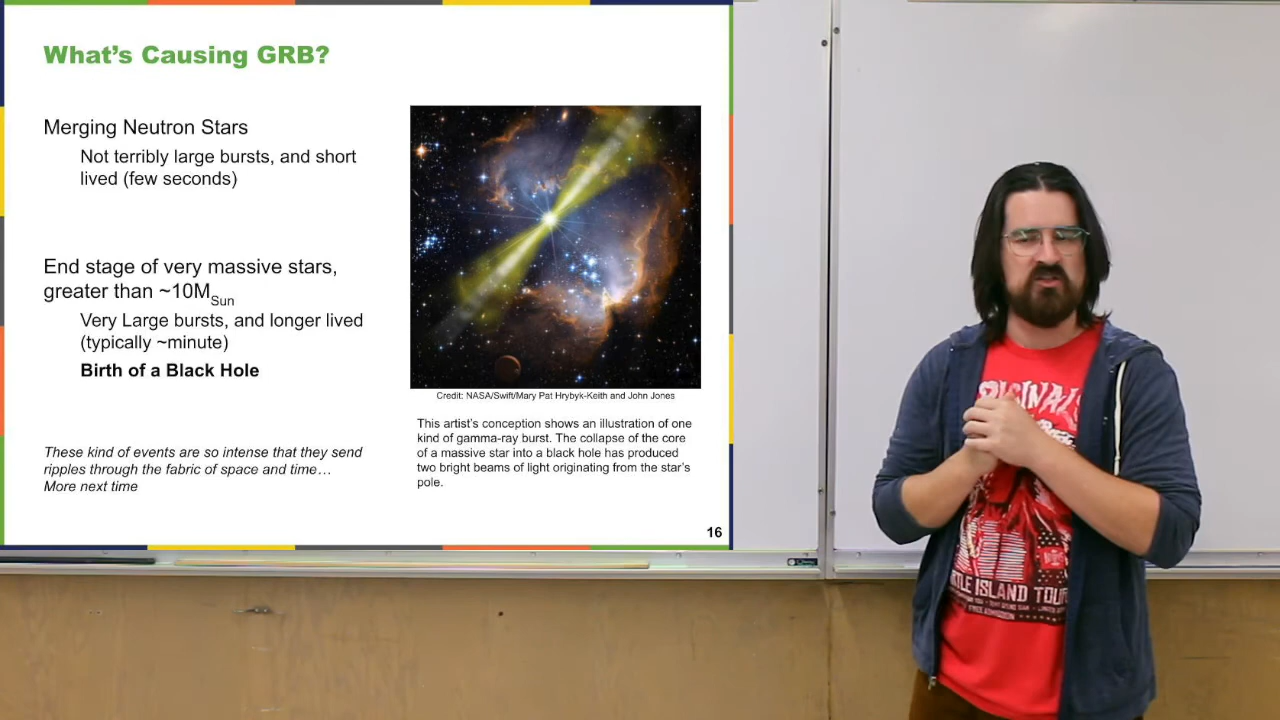 What's Causing GRB?
Merging Neutron Stars
Not terribly large bursts, and short
lived (few seconds)
End stage of very massive stars,
greater than ~10M
Sun
Very Large bursts, and longer lived
(typically ~minute)
Birth of a Black Hole
These kind of events are so intense that they send
ripples through the fabric of space and time…
More next time
Credit: NASA/Swift/Mary Pat Hrybyk-Keith and John Jones
This artist's conception shows an illustration of one
kind of gamma-ray burst. The collapse of the core
of a massive star into a black hole has produced
two bright beams of light originating from the star's
pole.
16
ISLAND TOUR